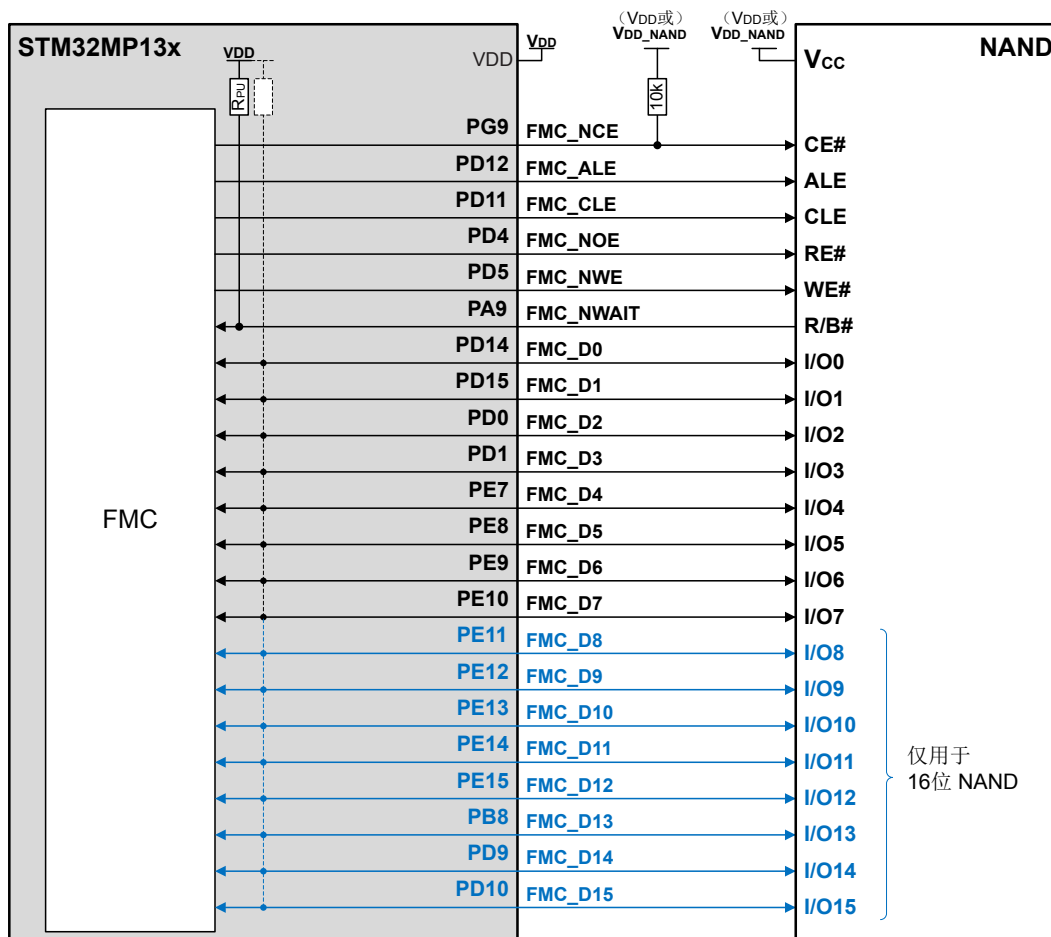 STM32MP13x
VDD
RPU
VDD
VDD
（VDD或）
VDD_NAND
10k
（VDD或）
VDD_NAND
VCC
NAND
PG9 FMC_NCE CE#
PD12 FMC_ALE ALE
PD11 FMC_CLE CLE
PD4 FMC_NOE RE#
PD5 FMC_NWE WE#
PA9 FMC_NWAIT R/B#
PD14 FMC_D0 I/O0
PD15 FMC_D1 I/O1
PD0 FMC_D2 I/O2
PD1 FMC_D3 I/O3
PE7 FMC_D4 I/O4
PE8 FMC_D5 I/O5
PE9 FMC_D6 I/O6
PE10 FMC_D7 I/O7
PE11 FMC_D8 I/O8
PE12 FMC_D9 I/O9
PE13 FMC_D10 I/O10
PE14 FMC_D11 I/O11
PE15 FMC_D12 I/O12
PB8 FMC_D13 I/O13
PD9 FMC_D14 I/O14
PD10 FMC_D15 I/O15
FMC
仅用于
16位 NAND